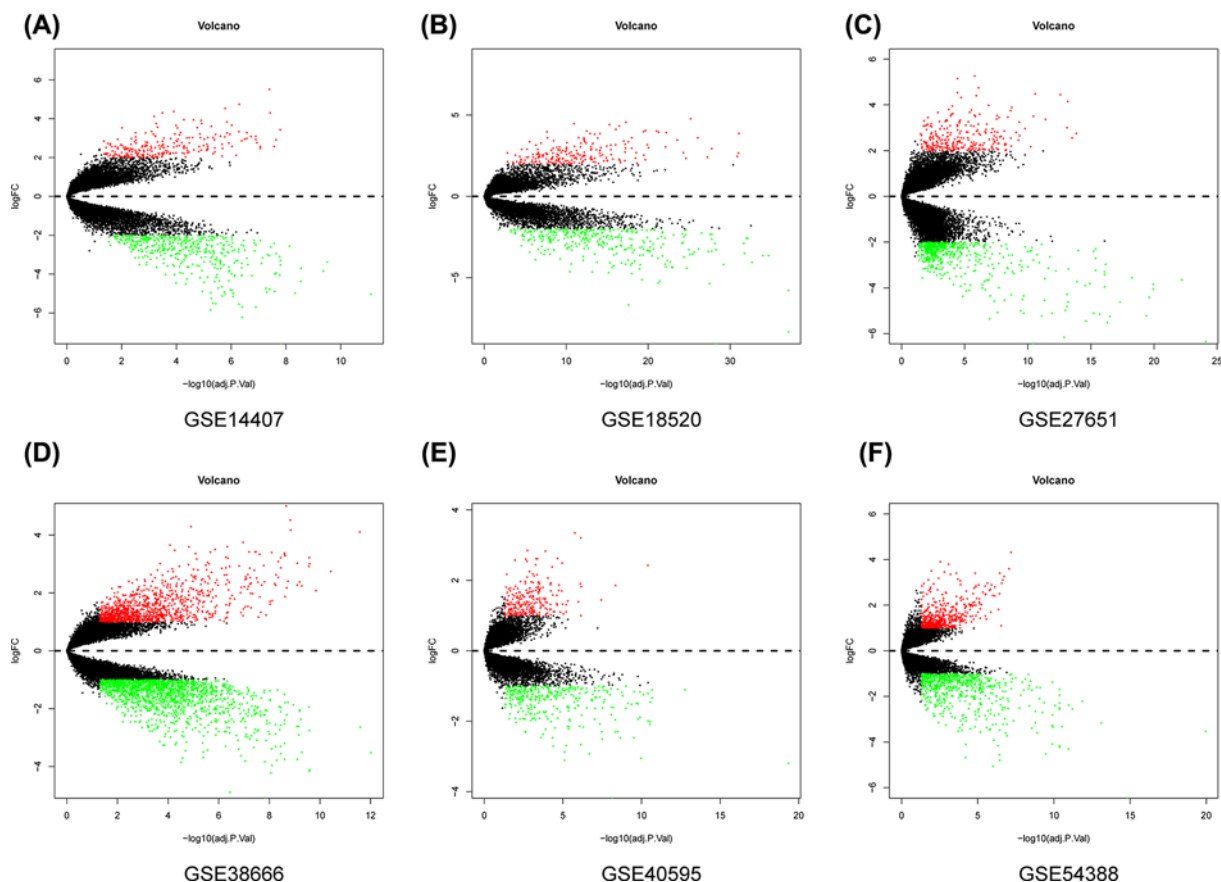 (A)
Volcano
6
4
2
0
-2
-4
-6
logFC
0 2 4 6 8 10
−log10(adj.P.Val)
GSE14407
(B)
Volcano
5
0
-5
logFC
0 5 10 15 20 25 30
−log10(adj.P.Val)
GSE18520
(C)
Volcano
6
4
2
0
-2
-4
-6
logFC
0 5 10 15 20 25
−log10(adj.P.Val)
GSE27651
(D)
Volcano
4
2
0
-2
-4
logFC
0 2 4 6 8 10 12
−log10(adj.P.Val)
GSE38666
(E)
Volcano
4
2
0
-2
-4
logFC
0 5 10 15 20
−log10(adj.P.Val)
GSE40595
(F)
Volcano
6
4
2
0
-2
-4
-6
logFC
0 5 10 15 20
−log10(adj.P.Val)
GSE54388